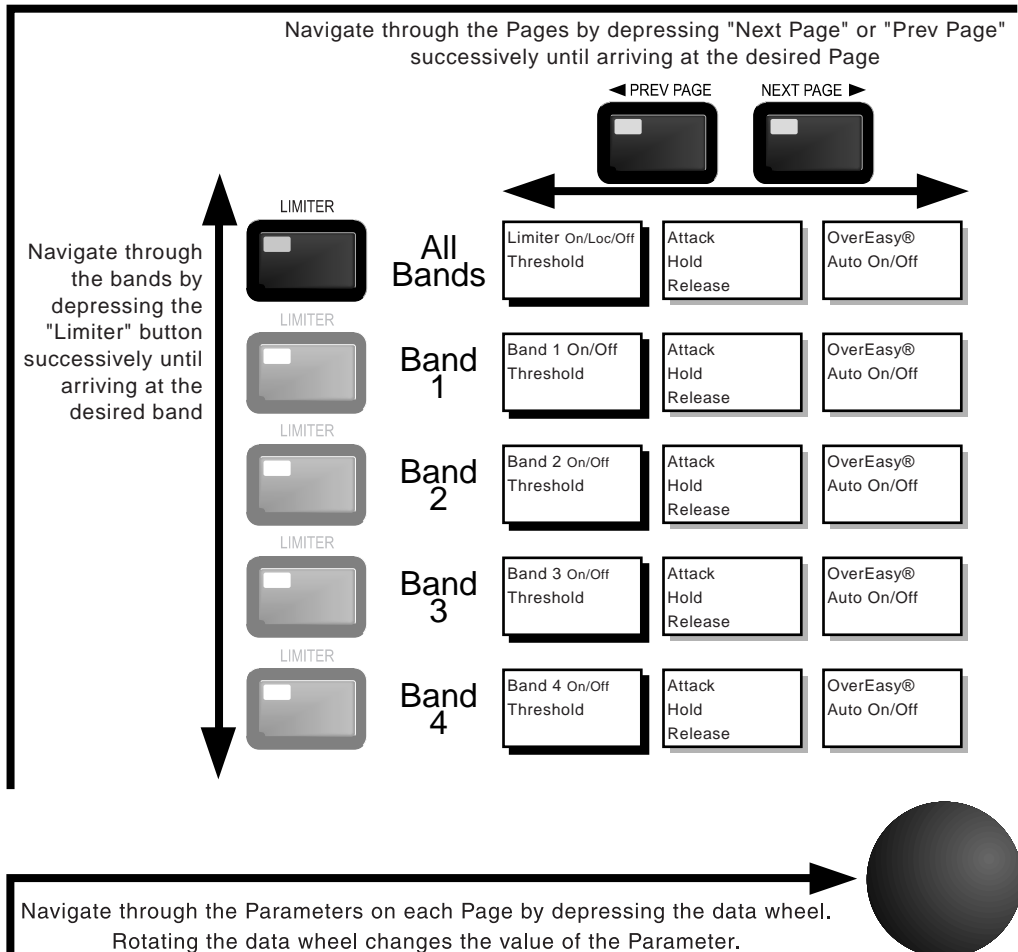 Navigate through the Pages by depressing "Next Page" or "Prev Page"
successively until arriving at the desired Page
◄ PREV PAGE
NEXT PAGE ►
Navigate through
the bands by
depressing the
"Limiter" button
successively until
arriving at the
desired band
LIMITER
All
Bands
Limiter On/Loc/Off
Threshold
Attack
Hold
Release
OverEasy®
Auto On/Off
LIMITER
Band
1
Band 1 On/Off
Threshold
Attack
Hold
Release
OverEasy®
Auto On/Off
LIMITER
Band
2
Band 2 On/Off
Threshold
Attack
Hold
Release
OverEasy®
Auto On/Off
LIMITER
Band
3
Band 3 On/Off
Threshold
Attack
Hold
Release
OverEasy®
Auto On/Off
LIMITER
Band
4
Band 4 On/Off
Threshold
Attack
Hold
Release
OverEasy®
Auto On/Off
Navigate through the Parameters on each Page by depressing the data wheel.
Rotating the data wheel changes the value of the Parameter.